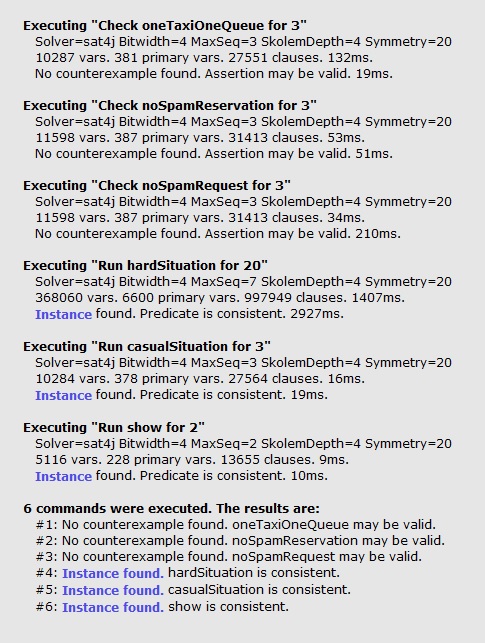 Executing "Check oneTaxiOneQueue for 3"
Solver=sat4j Bitwidth=4 MaxSeq=3 SkolemDepth=4 Symmetry=20
10287 vars. 381 primary vars. 27551 clauses. 132ms.
No counterexample found. Assertion may be valid. 19ms.
Executing "Check noSpamReservation for 3"
Solver=sat4j Bitwidth=4 MaxSeq=3 SkolemDepth=4 Symmetry=20
11598 vars. 387 primary vars. 31413 clauses. 53ms.
No counterexample found. Assertion may be valid. 51ms.
Executing "Check noSpamRequest for 3"
Solver=sat4j Bitwidth=4 MaxSeq=3 SkolemDepth=4 Symmetry=20
11598 vars. 387 primary vars. 31413 clauses. 34ms.
No counterexample found. Assertion may be valid. 210ms.
Executing "Run hardSituation for 20"
Solver=sat4j Bitwidth=4 MaxSeq=7 SkolemDepth=4 Symmetry=20
368060 vars. 6600 primary vars. 997949 clauses. 1407ms.
Instance found. Predicate is consistent. 2927ms.
Executing "Run casualSituation for 3"
Solver=sat4j Bitwidth=4 MaxSeq=3 SkolemDepth=4 Symmetry=20
10284 vars. 378 primary vars. 27564 clauses. 16ms.
Instance found. Predicate is consistent. 19ms.
Executing "Run show for 2"
Solver=sat4j Bitwidth=4 MaxSeq=2 SkolemDepth=4 Symmetry=20
5116 vars. 228 primary vars. 13655 clauses. 9ms.
Instance found. Predicate is consistent. 10ms.
6 commands were executed. The results are:
#1: No counterexample found. oneTaxiOneQueue may be valid.
#2: No counterexample found. noSpamReservation may be valid.
#3: No counterexample found. noSpamRequest may be valid.
#4: Instance found. hardSituation is consistent.
#5: Instance found. casualSituation is consistent.
#6: Instance found. show is consistent.